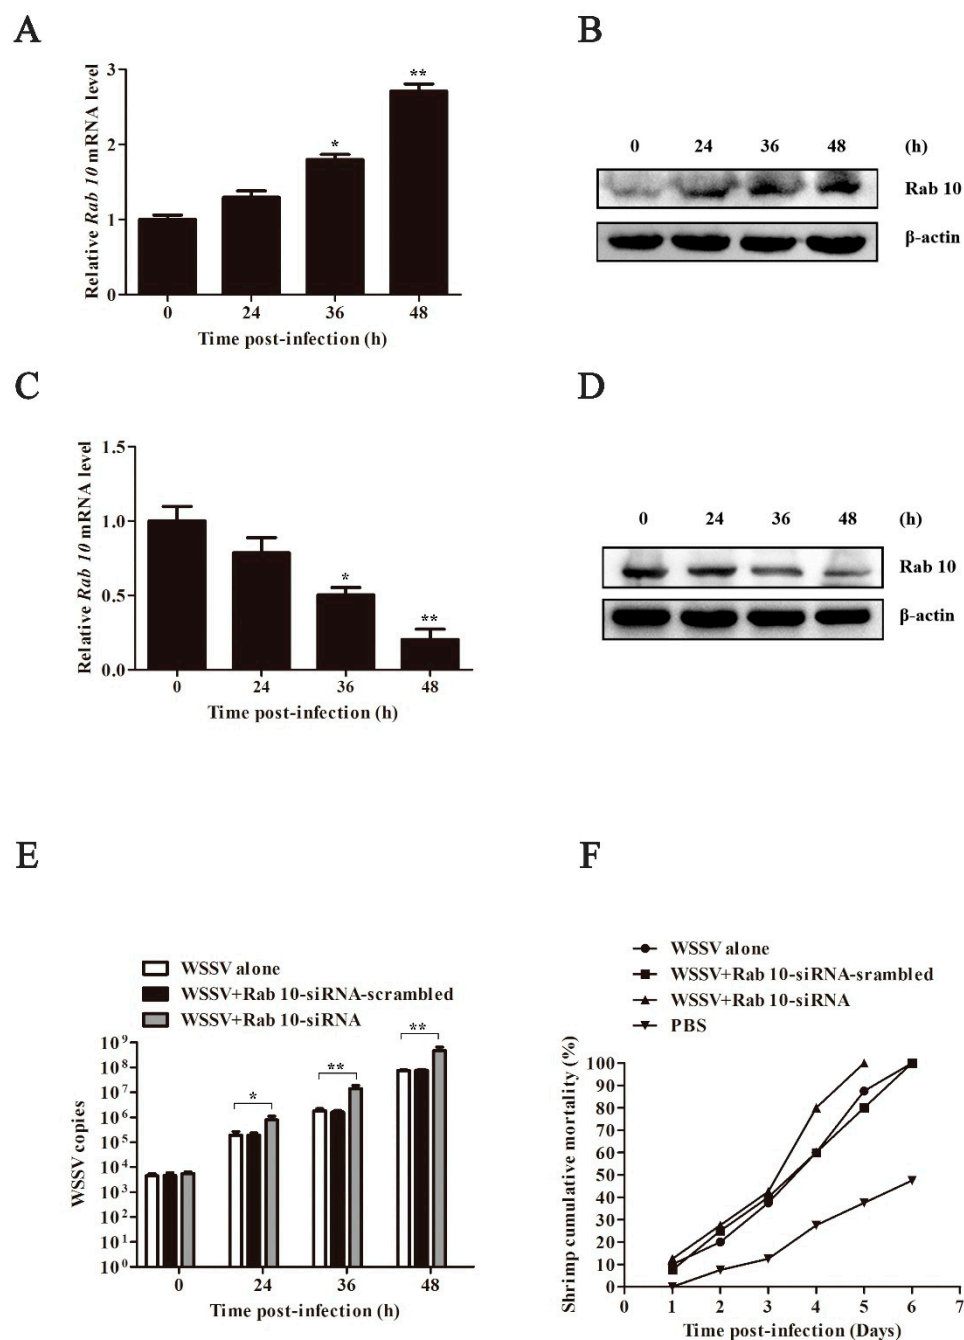 A
Relative Rab 10 mRNA level
3
2
1
0
*
**
0 24 36 48
Time post-infection (h)
B
0 24 36 48 (h)
Rab 10
β-actin
C
Relative Rab 10 mRNA level
1.5
1.0
0.5
0.0
*
**
0 24 36 48
Time post-infection (h)
D
0 24 36 48 (h)
Rab 10
β-actin
E
WSSV alone
WSSV+Rab 10-siRNA-scrambled
WSSV+Rab 10-siRNA
WSSV copies
10⁹
10⁸
10⁷
10⁶
10⁵
10⁴
10³
10²
10¹
10⁰
*
**
**
0 24 36 48
Time post-infection (h)
F
WSSV alone
WSSV+Rab 10-siRNA-srambled
WSSV+Rab 10-siRNA
PBS
Shrimp cumulative mortality (%)
100
90
80
70
60
50
40
30
20
10
0
0 1 2 3 4 5 6 7
Time post-infection (Days)